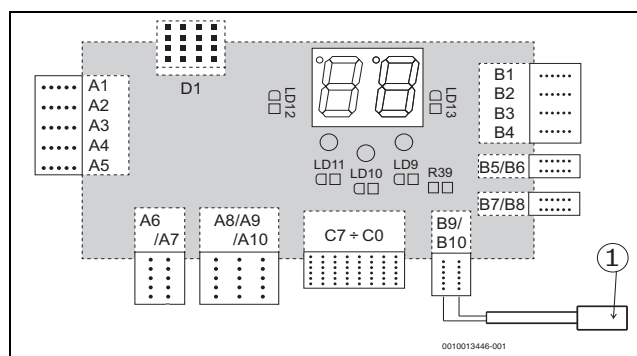 D1
A1
A2
A3
A4
A5
LD12
LD13
B1
B2
B3
B4
LD11
LD10
LD9
R39
B5/B6
B7/B8
A6
/A7
A8/A9
/A10
C7 ÷ C0
B9/
B10
1
0010013446-001